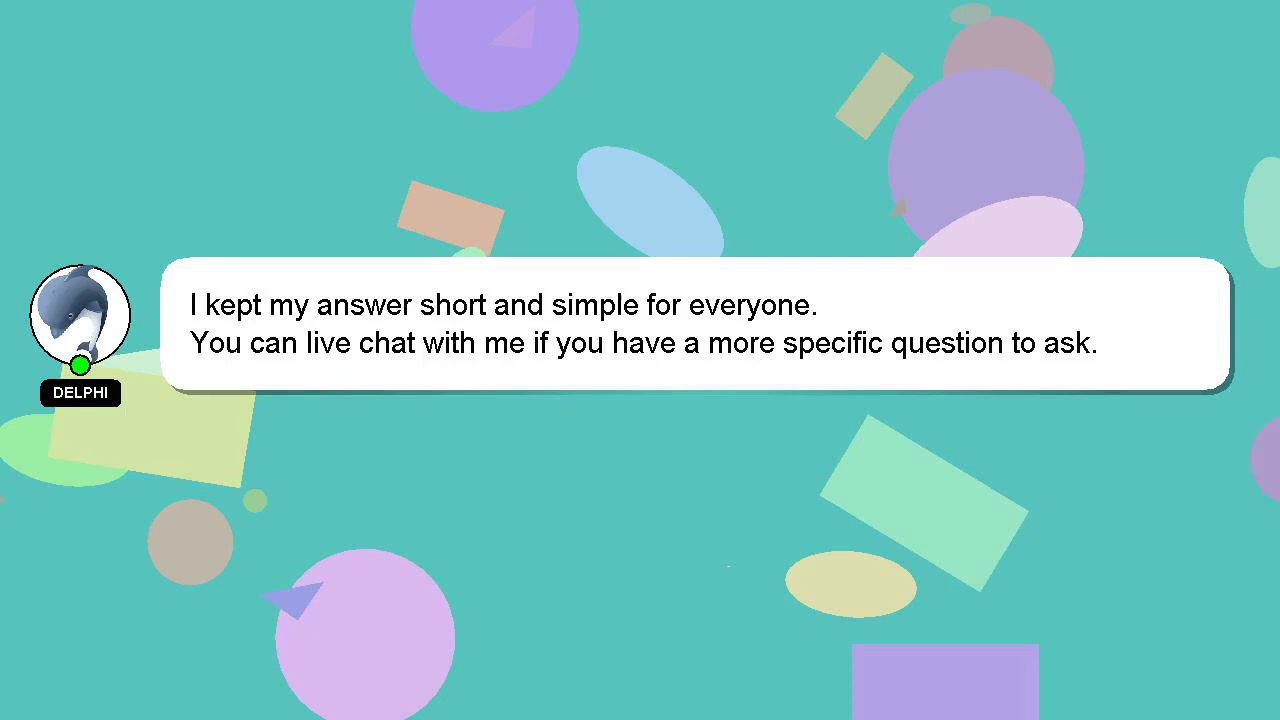 I kept my answer short and simple for everyone.
You can live chat with me if you have a more specific question to ask.
DELPHI